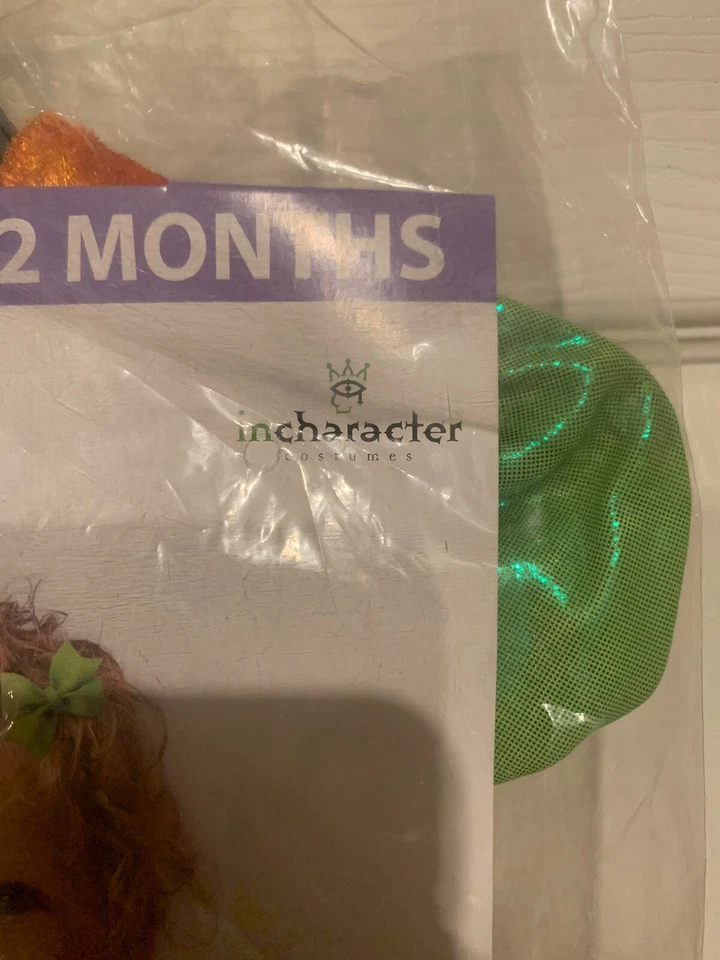 2 MONTHS
incharacter
costumes